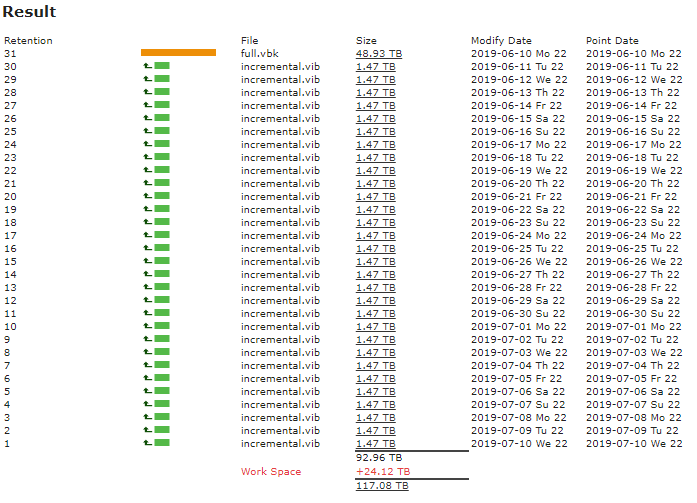 Result
Retention File Size Modify Date Point Date
31 full.vbk 48.93 TB 2019-06-10 Mo 22 2019-06-10 Mo 22
30 incremental.vib 1.47 TB 2019-06-11 Tu 22 2019-06-11 Tu 22
29 incremental.vib 1.47 TB 2019-06-12 We 22 2019-06-12 We 22
28 incremental.vib 1.47 TB 2019-06-13 Th 22 2019-06-13 Th 22
27 incremental.vib 1.47 TB 2019-06-14 Fr 22 2019-06-14 Fr 22
26 incremental.vib 1.47 TB 2019-06-15 Sa 22 2019-06-15 Sa 22
25 incremental.vib 1.47 TB 2019-06-16 Su 22 2019-06-16 Su 22
24 incremental.vib 1.47 TB 2019-06-17 Mo 22 2019-06-17 Mo 22
23 incremental.vib 1.47 TB 2019-06-18 Tu 22 2019-06-18 Tu 22
22 incremental.vib 1.47 TB 2019-06-19 We 22 2019-06-19 We 22
21 incremental.vib 1.47 TB 2019-06-20 Th 22 2019-06-20 Th 22
20 incremental.vib 1.47 TB 2019-06-21 Fr 22 2019-06-21 Fr 22
19 incremental.vib 1.47 TB 2019-06-22 Sa 22 2019-06-22 Sa 22
18 incremental.vib 1.47 TB 2019-06-23 Su 22 2019-06-23 Su 22
17 incremental.vib 1.47 TB 2019-06-24 Mo 22 2019-06-24 Mo 22
16 incremental.vib 1.47 TB 2019-06-25 Tu 22 2019-06-25 Tu 22
15 incremental.vib 1.47 TB 2019-06-26 We 22 2019-06-26 We 22
14 incremental.vib 1.47 TB 2019-06-27 Th 22 2019-06-27 Th 22
13 incremental.vib 1.47 TB 2019-06-28 Fr 22 2019-06-28 Fr 22
12 incremental.vib 1.47 TB 2019-06-29 Sa 22 2019-06-29 Sa 22
11 incremental.vib 1.47 TB 2019-06-30 Su 22 2019-06-30 Su 22
10 incremental.vib 1.47 TB 2019-07-01 Mo 22 2019-07-01 Mo 22
9 incremental.vib 1.47 TB 2019-07-02 Tu 22 2019-07-02 Tu 22
8 incremental.vib 1.47 TB 2019-07-03 We 22 2019-07-03 We 22
7 incremental.vib 1.47 TB 2019-07-04 Th 22 2019-07-04 Th 22
6 incremental.vib 1.47 TB 2019-07-05 Fr 22 2019-07-05 Fr 22
5 incremental.vib 1.47 TB 2019-07-06 Sa 22 2019-07-06 Sa 22
4 incremental.vib 1.47 TB 2019-07-07 Su 22 2019-07-07 Su 22
3 incremental.vib 1.47 TB 2019-07-08 Mo 22 2019-07-08 Mo 22
2 incremental.vib 1.47 TB 2019-07-09 Tu 22 2019-07-09 Tu 22
1 incremental.vib 1.47 TB 2019-07-10 We 22 2019-07-10 We 22
92.96 TB
Work Space +24.12 TB
117.08 TB